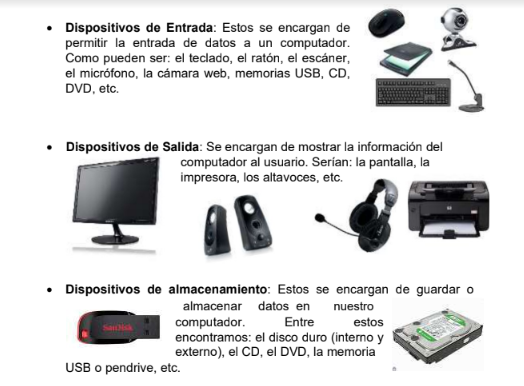 • Dispositivos de Entrada: Estos se encargan de
permitir la entrada de datos a un computador.
Como pueden ser: el teclado, el ratón, el escáner,
el micrófono, la cámara web, memorias USB, CD,
DVD, etc.
• Dispositivos de Salida: Se encargan de mostrar la información del
computador al usuario. Serían: la pantalla, la
impresora, los altavoces, etc.
• Dispositivos de almacenamiento: Estos se encargan de guardar o
almacenar datos en nuestro
computador. Entre estos
encontramos: el disco duro (interno y
externo), el CD, el DVD, la memoria
USB o pendrive, etc.
SanDisk